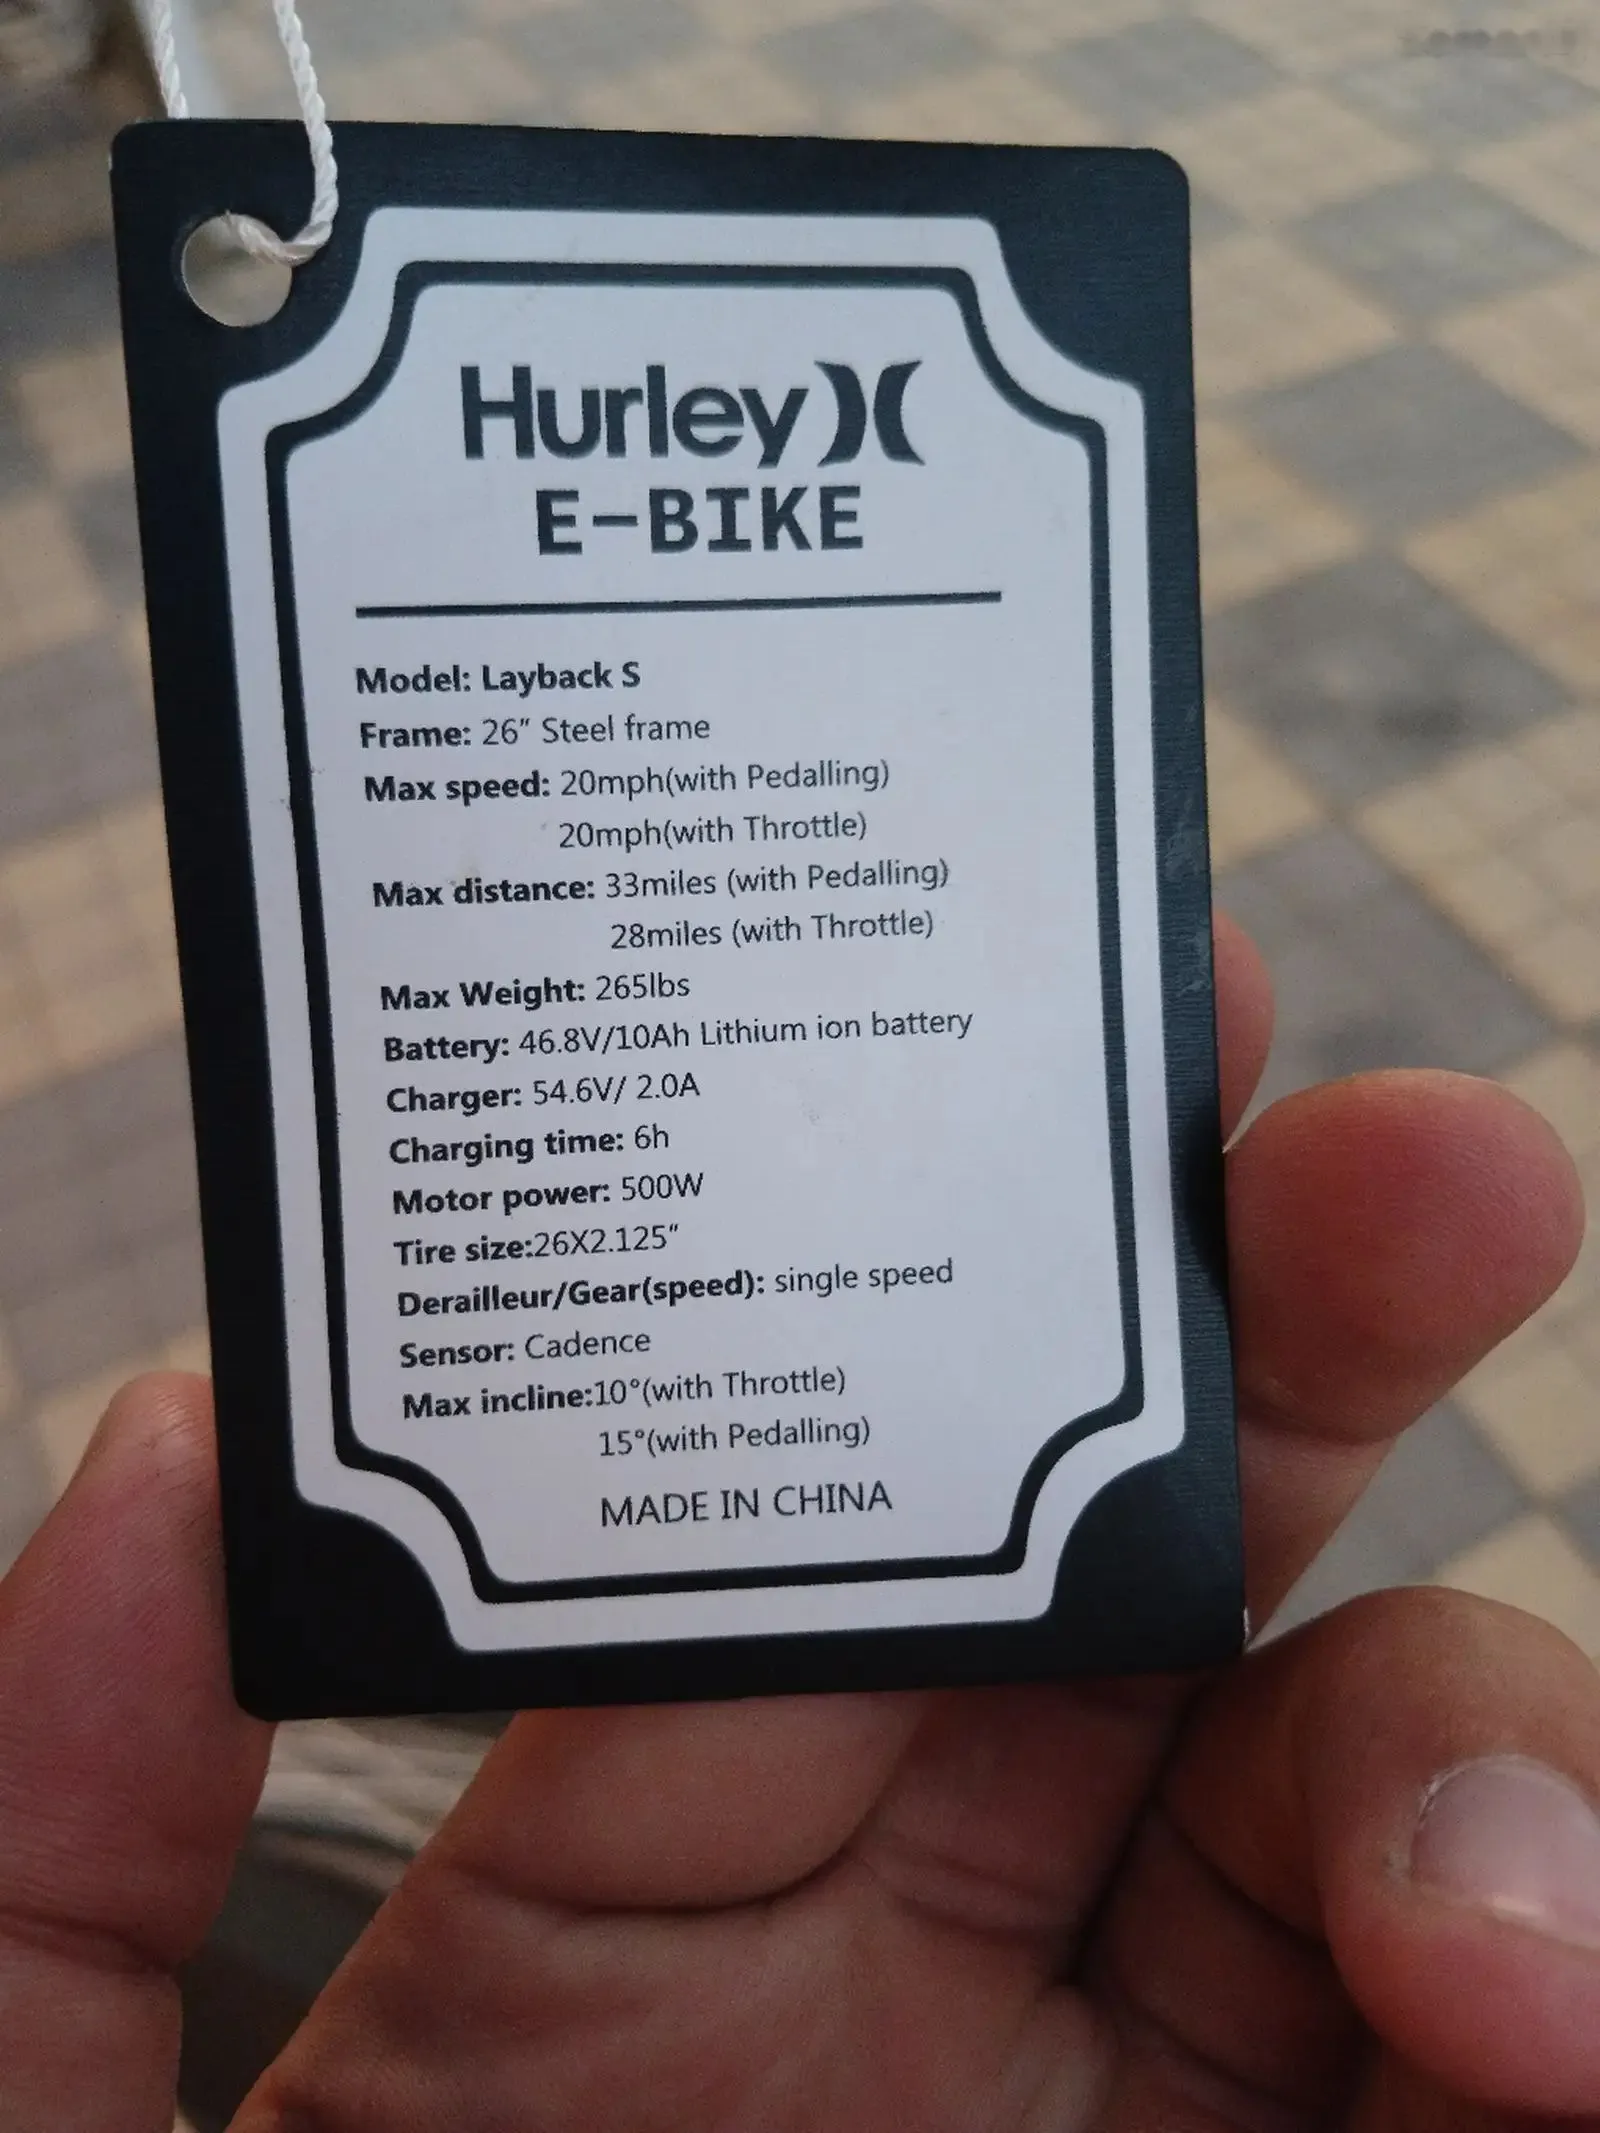 Hurley
E-BIKE
Model: Layback S
Frame: 26" Steel frame
Max speed: 20mph(with Pedalling)
20mph(with Throttle)
Max distance: 33miles (with Pedalling)
28miles (with Throttle)
Max Weight: 265lbs
Battery: 46.8V/10Ah Lithium ion battery
Charger: 54.6V/ 2.0A
Charging time: 6h
Motor power: 500W
Tire size:26X2.125"
Derailleur/Gear(speed): single speed
Sensor: Cadence
Max incline:10°(with Throttle)
15°(with Pedalling)
MADE IN CHINA